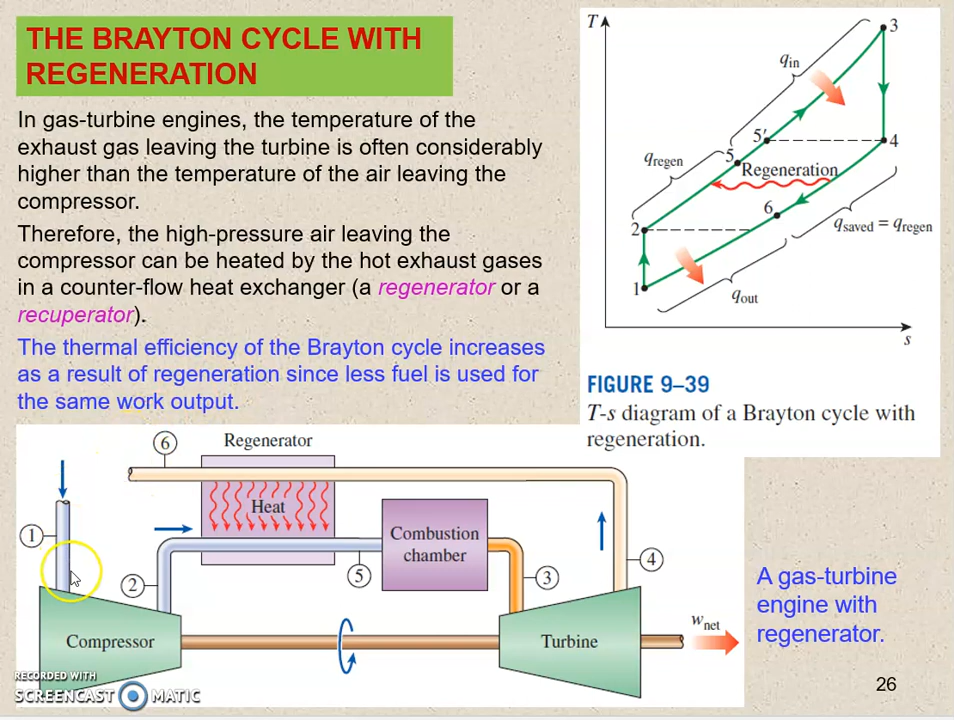 THE BRAYTON CYCLE WITH
REGENERATION
In gas-turbine engines, the temperature of the
exhaust gas leaving the turbine is often considerably
higher than the temperature of the air leaving the
compressor.
Therefore, the high-pressure air leaving the
compressor can be heated by the hot exhaust gases
in a counter-flow heat exchanger (a regenerator or a
recuperator).
The thermal efficiency of the Brayton cycle increases
as a result of regeneration since less fuel is used for
the same work output.
T
3
qin
5′
4
5
qregen
Regeneration
6
qsaved = qregen
2
1
qout
s
FIGURE 9–39
T-s diagram of a Brayton cycle with
regeneration.
6
Regenerator
Heat
1
Combustion
chamber
2
5
3
4
Compressor
Turbine
wnet
A gas-turbine
engine with
regenerator.
RECORDED WITH
SCREENCAST MATIC
26